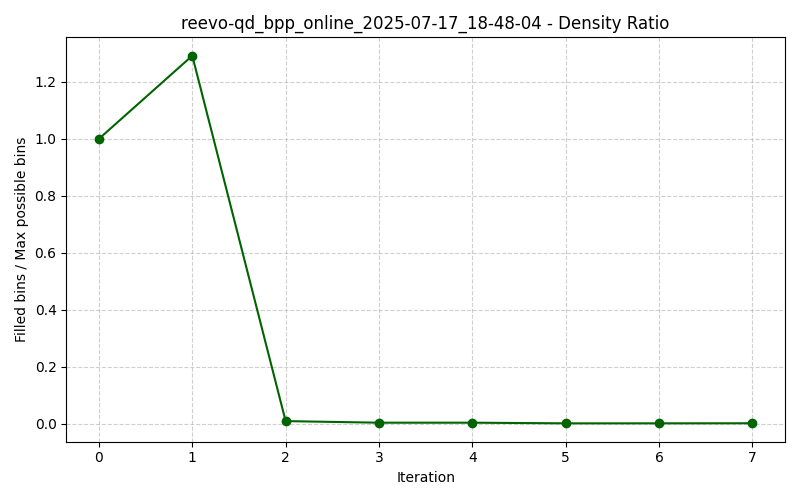 reevo-qd_bpp_online_2025-07-17_18-48-04 - Density Ratio
Filled bins / Max possible bins
1.2
1.0
0.8
0.6
0.4
0.2
0.0
0 1 2 3 4 5 6 7
Iteration